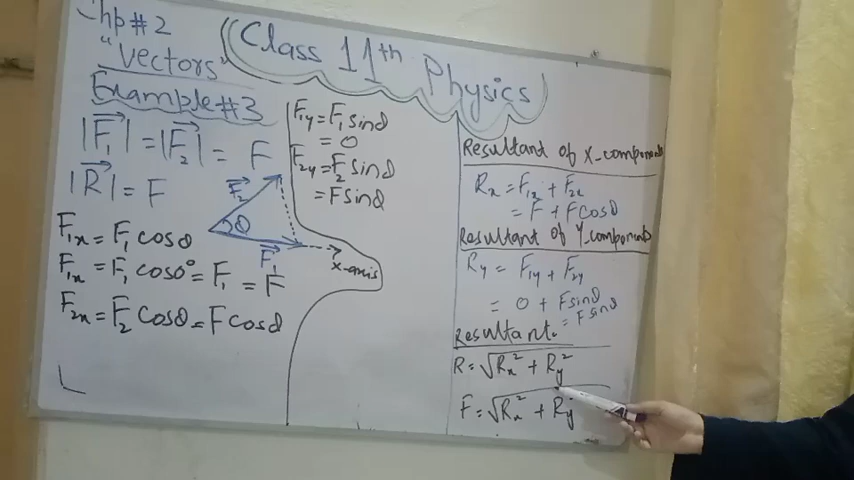 Chp#2
"Vectors"
Class 11th Physics
Example #3
|F₁| = |F₂| = F
|R| = F
F₂
θ
F₁
x-axis
F₁ₓ = F₁ cosθ
F₁ₓ = F₁ cos0° = F₁ = F
F₂ₓ = F₂ cosθ = F cosθ
F₁y = F₁ sinθ
= 0
F₂y = F₂ sinθ
= F sinθ
Resultant of X-components
Rₓ = F₁ₓ + F₂ₓ
= F + F cosθ
Resultant of Y-components
Ry = F₁y + F₂y
= 0 + F sinθ
= F sinθ
Resultant:
R = √Rₓ² + Ry²
F = √Rₓ² + Ry